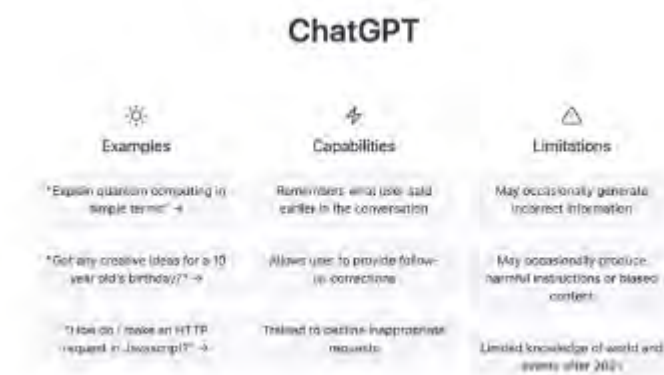 ChatGPT
Examples
"Explain quantum computing in
simple terms" →
"Got any creative ideas for a 10
year old's birthday?" →
"How do I make an HTTP
request in Javascript?" →
Capabilities
Remembers what user said
earlier in the conversation
Allows user to provide follow-
up corrections
Trained to decline inappropriate
requests
Limitations
May occasionally generate
incorrect information
May occasionally produce
harmful instructions or biased
content
Limited knowledge of world and
events after 2021